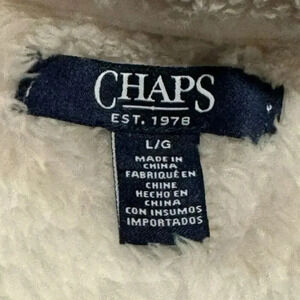 CHAPS
EST. 1978
L/G
MADE IN
CHINA
FABRIQUÉ EN
CHINE
HECHO EN
CHINA
CON INSUMOS
IMPORTADOS